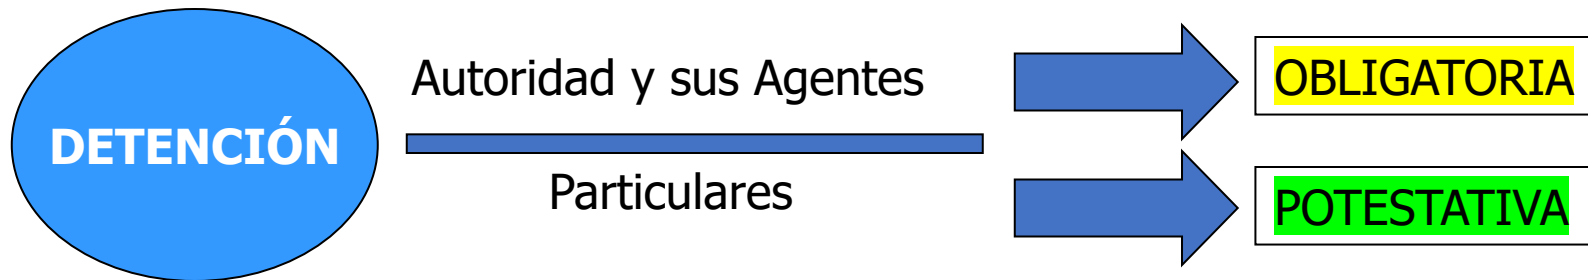 DETENCIÓN
Autoridad y sus Agentes
OBLIGATORIA
Particulares
POTESTATIVA